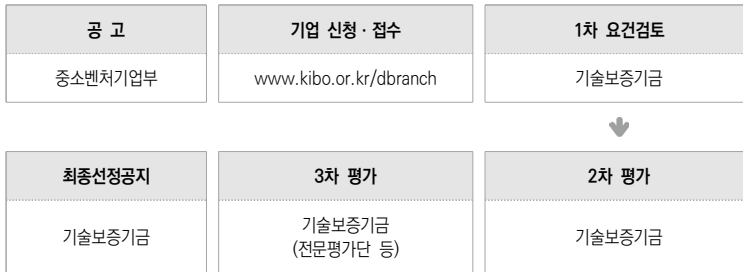 공 고
중소벤처기업부
기업 신청 · 접수
www.kibo.or.kr/dbranch
1차 요건검토
기술보증기금
최종선정공지
기술보증기금
3차 평가
기술보증기금
(전문평가단 등)
2차 평가
기술보증기금